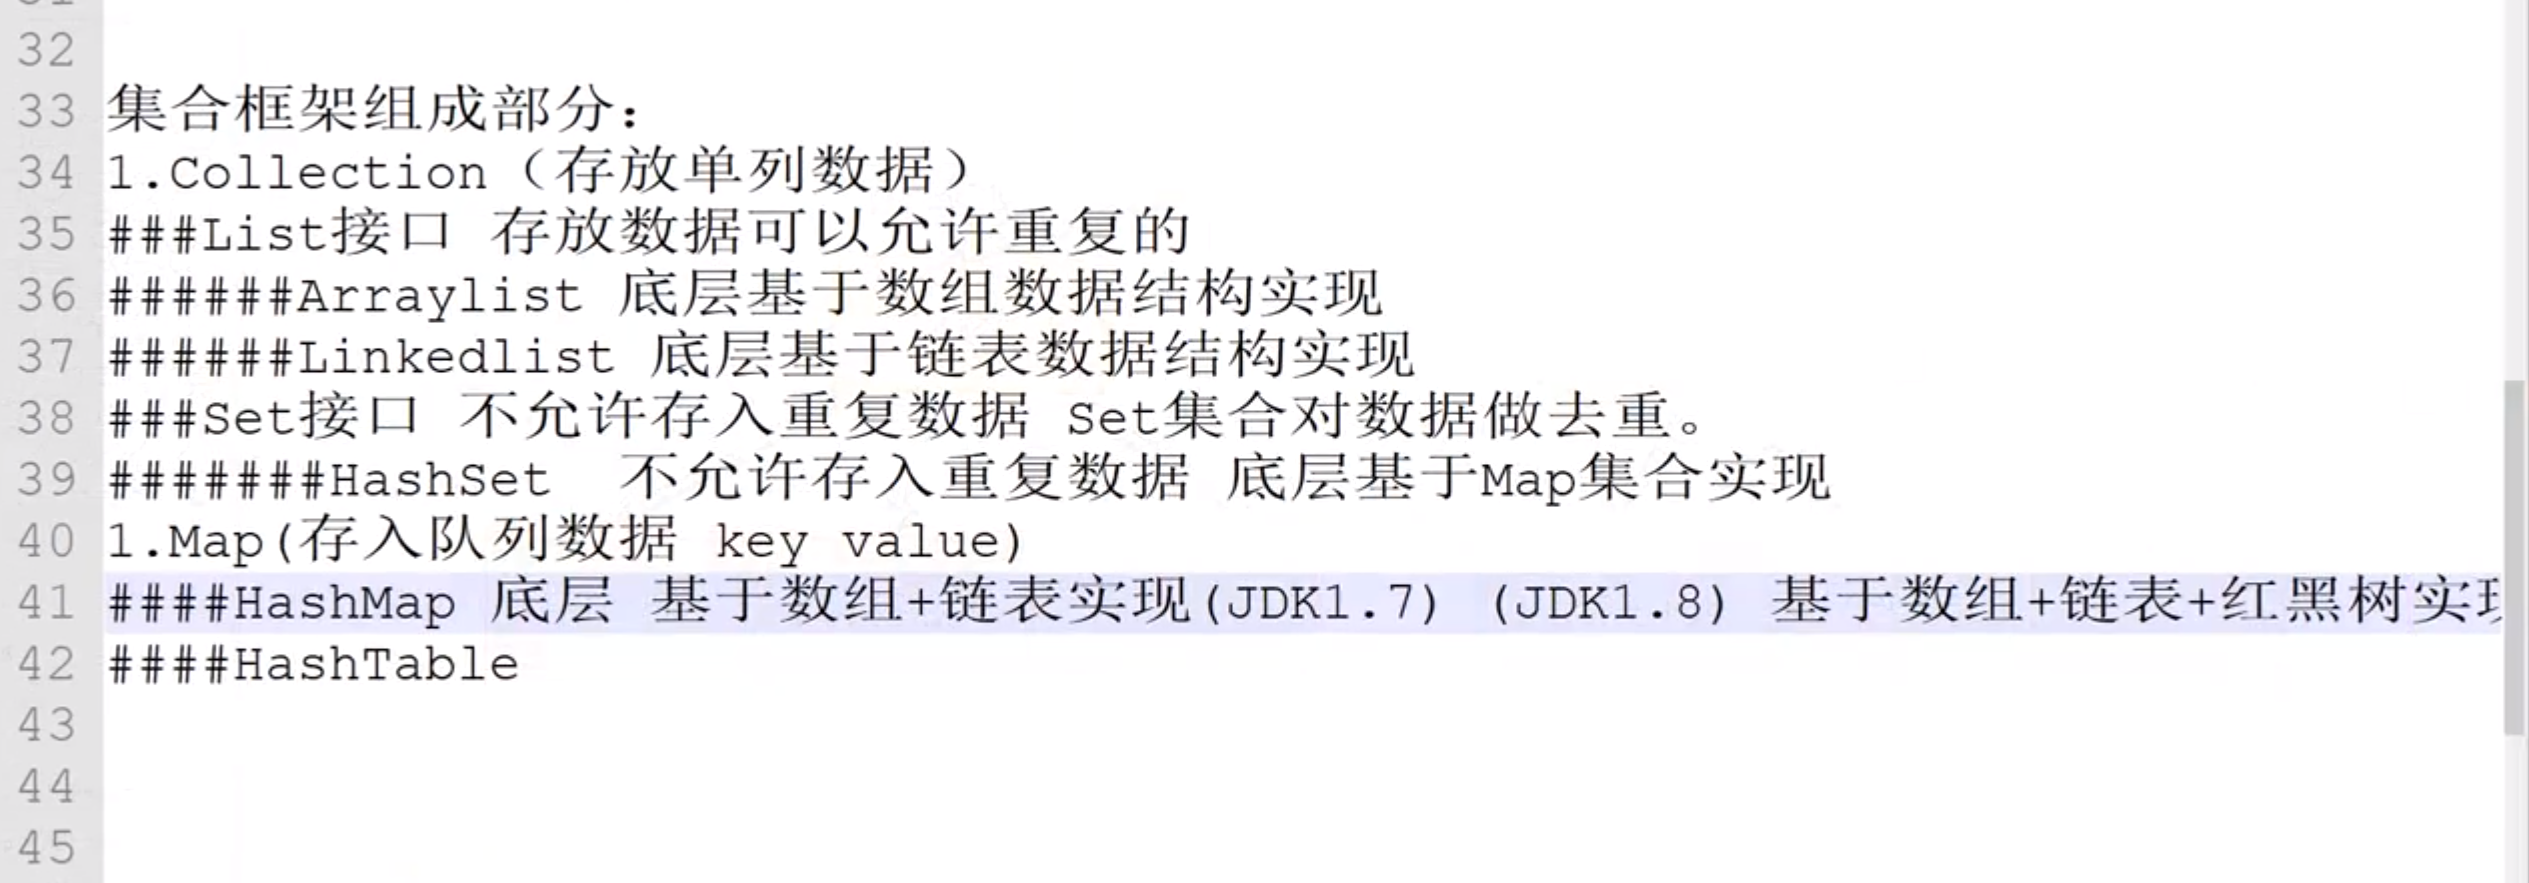 32
33 集合框架组成部分：
34 1.Collection（存放单列数据）
35 ###List接口 存放数据可以允许重复的
36 ######Arraylist 底层基于数组数据结构实现
37 ######Linkedlist 底层基于链表数据结构实现
38 ###Set接口 不允许存入重复数据 Set集合对数据做去重。
39 #######HashSet  不允许存入重复数据 底层基于Map集合实现
40 1.Map(存入队列数据 key value)
41 ####HashMap 底层 基于数组+链表实现(JDK1.7) (JDK1.8) 基于数组+链表+红黑树实
42 ####HashTable
43
44
45